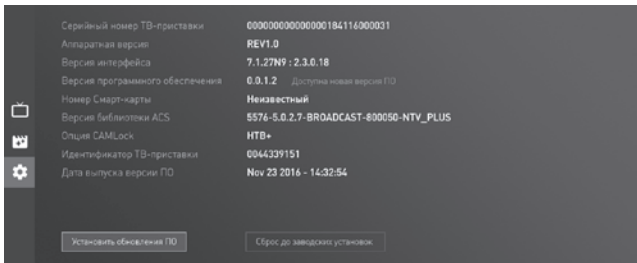 Серийный номер ТВ-приставки 00000000000000184116000031
Аппаратная версия REV1.0
Версия интерфейса 7.1.27N9 : 2.3.0.18
Версия программного обеспечения 0.0.1.2 Доступна новая версия ПО
Номер Смарт-карты Неизвестный
Версия библиотеки ACS 5576-5.0.2.7-BROADCAST-800050-NTV_PLUS
Опция CAMLock НТВ+
Идентификатор ТВ-приставки 0044339151
Дата выпуска версии ПО Nov 23 2016 - 14:32:54
Установить обновления ПО Сброс до заводских установок